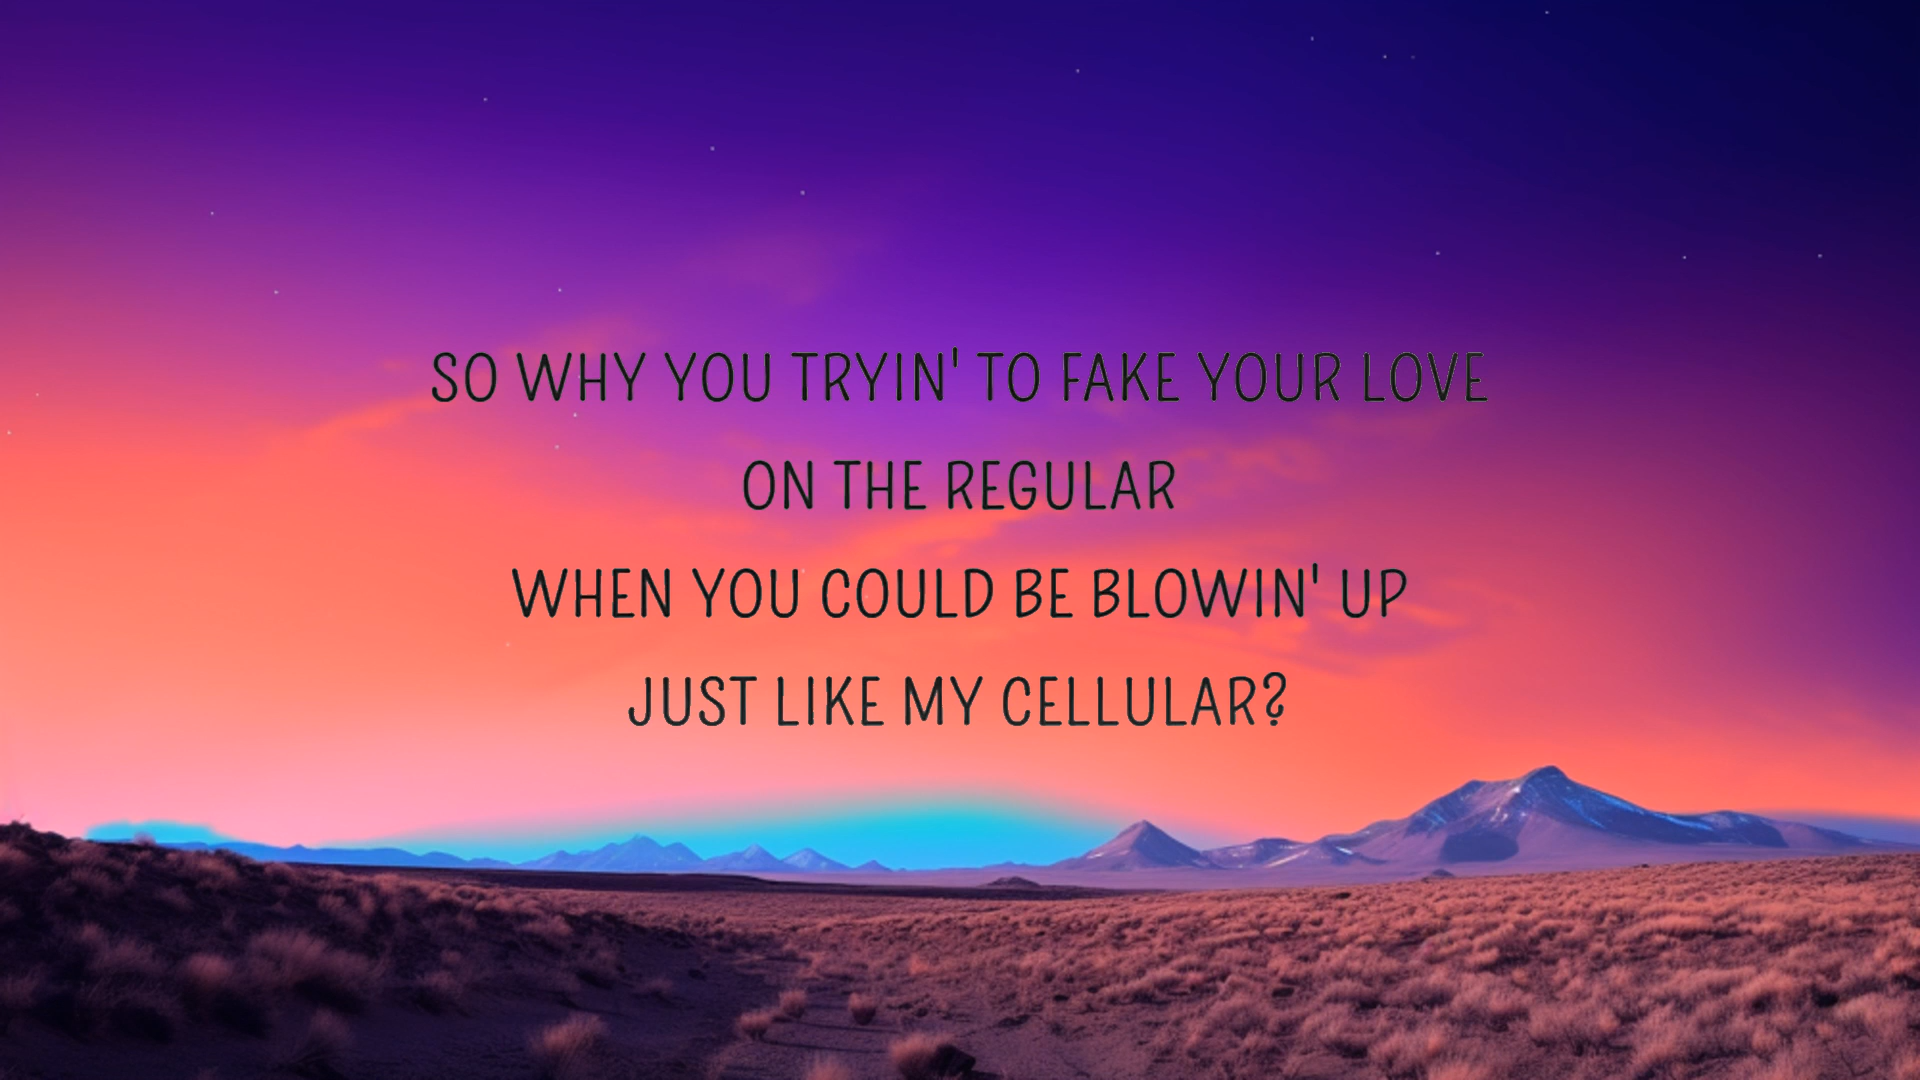 SO WHY YOU TRYIN' TO FAKE YOUR LOVE
ON THE REGULAR
WHEN YOU COULD BE BLOWIN' UP
JUST LIKE MY CELLULAR?